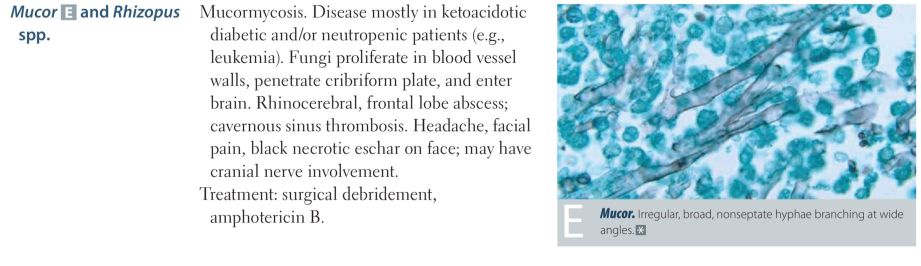 Mucor E and Rhizopus
spp.
Mucormycosis. Disease mostly in ketoacidotic
diabetic and/or neutropenic patients (e.g.,
leukemia). Fungi proliferate in blood vessel
walls, penetrate cribriform plate, and enter
brain. Rhinocerebral, frontal lobe abscess;
cavernous sinus thrombosis. Headache, facial
pain, black necrotic eschar on face; may have
cranial nerve involvement.
Treatment: surgical debridement,
amphotericin B.
E
Mucor. Irregular, broad, nonseptate hyphae branching at wide
angles.*